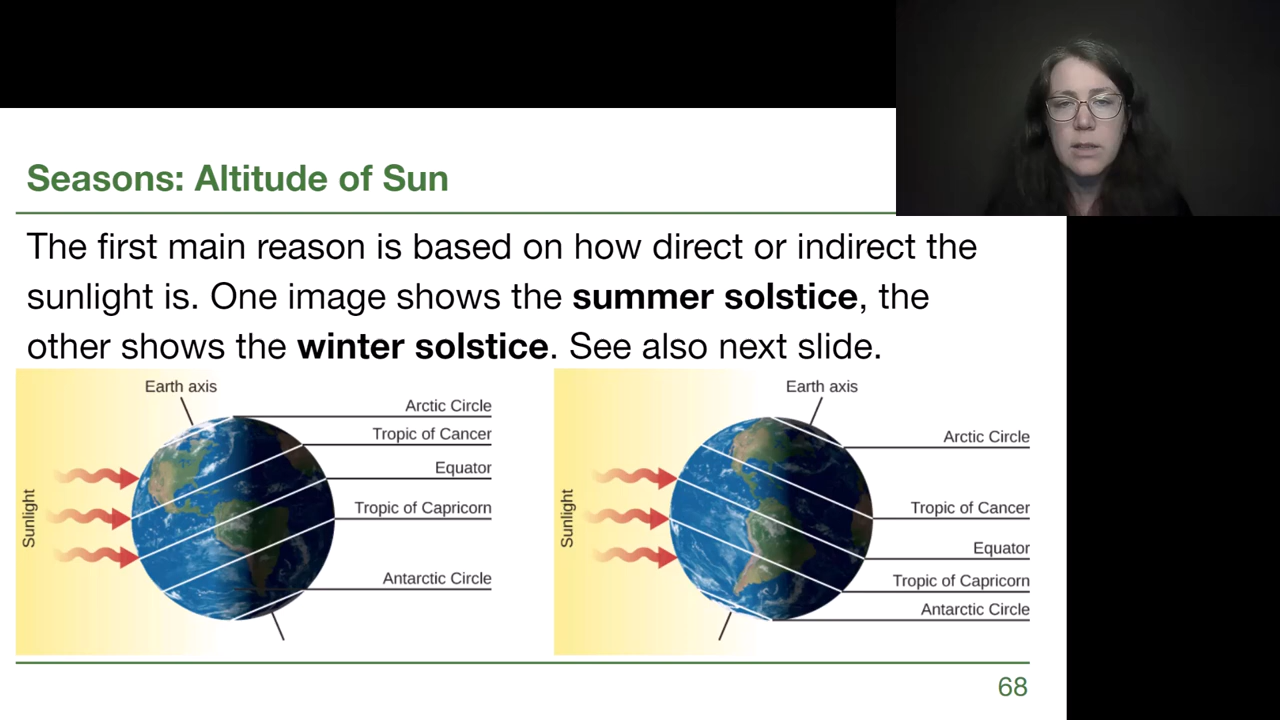 Seasons: Altitude of Sun
The first main reason is based on how direct or indirect the
sunlight is. One image shows the summer solstice, the
other shows the winter solstice. See also next slide.
Earth axis
Arctic Circle
Tropic of Cancer
Equator
Tropic of Capricorn
Antarctic Circle
Sunlight
Earth axis
Arctic Circle
Tropic of Cancer
Equator
Tropic of Capricorn
Antarctic Circle
Sunlight
68